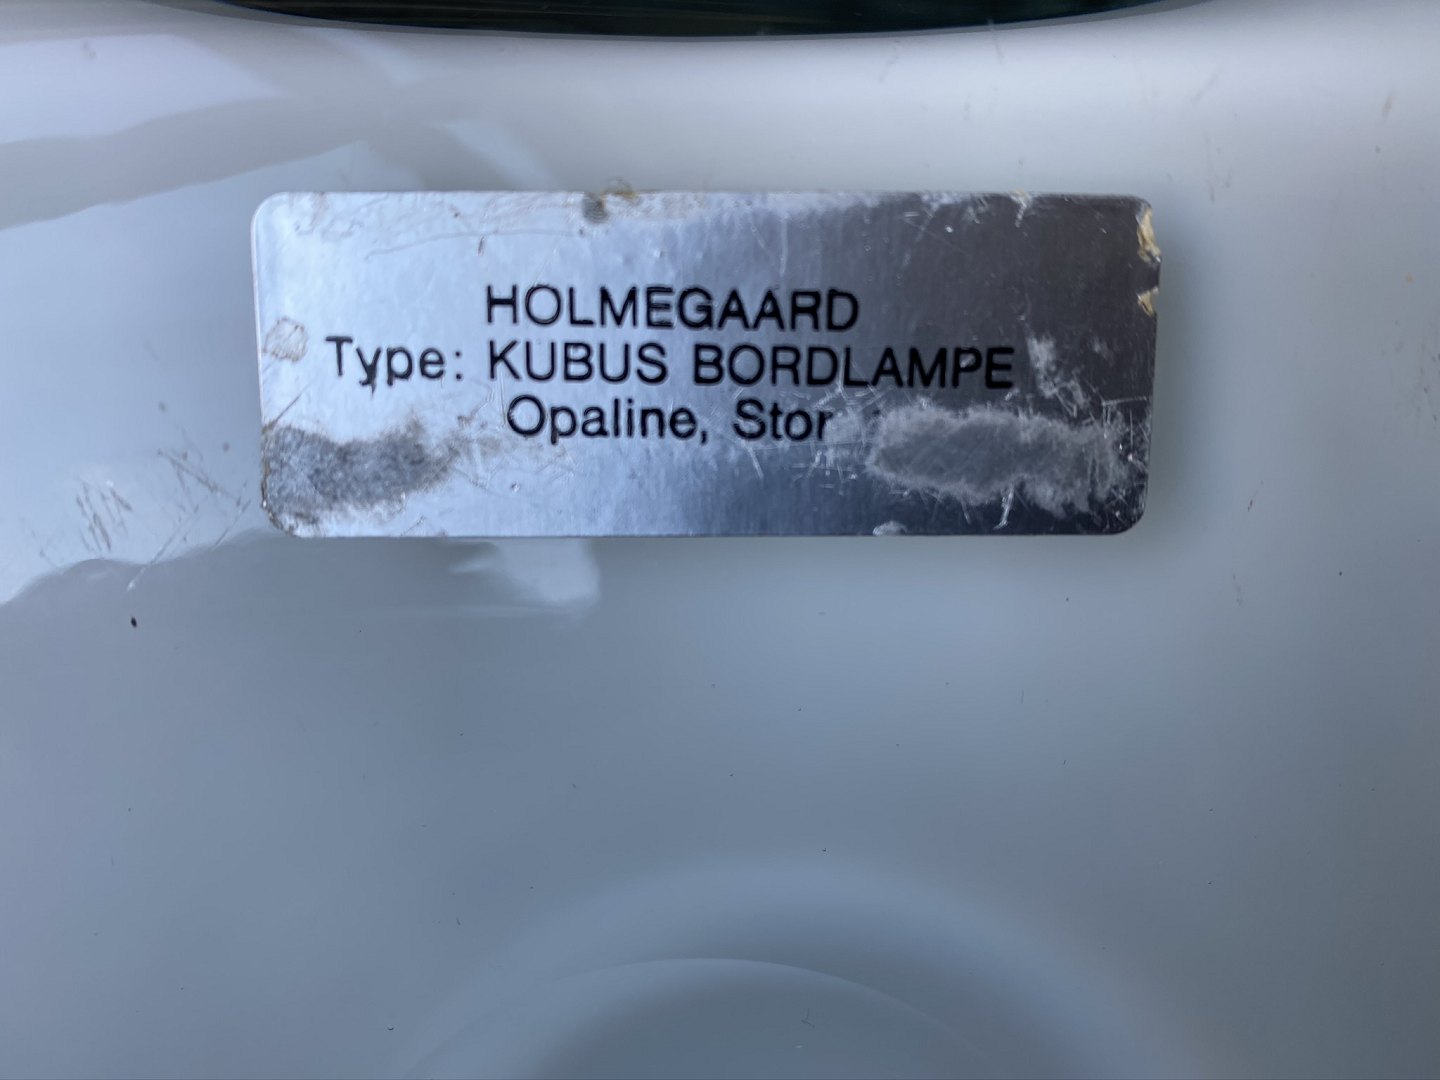 HOLMEGAARD
Type: KUBUS BORDLAMPE
Opaline, Stor